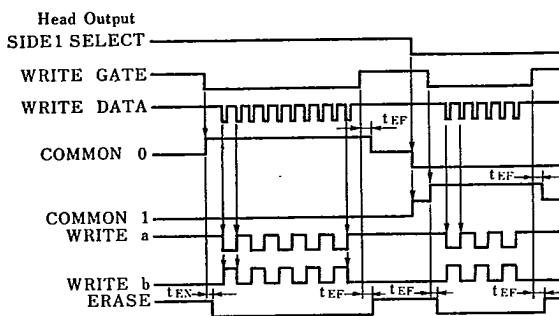 Head Output
SIDE1 SELECT
WRITE GATE
WRITE DATA
tEF
COMMON 0
tEF
COMMON 1
WRITE a
WRITE b
tEN tEF tEF tEF
ERASE